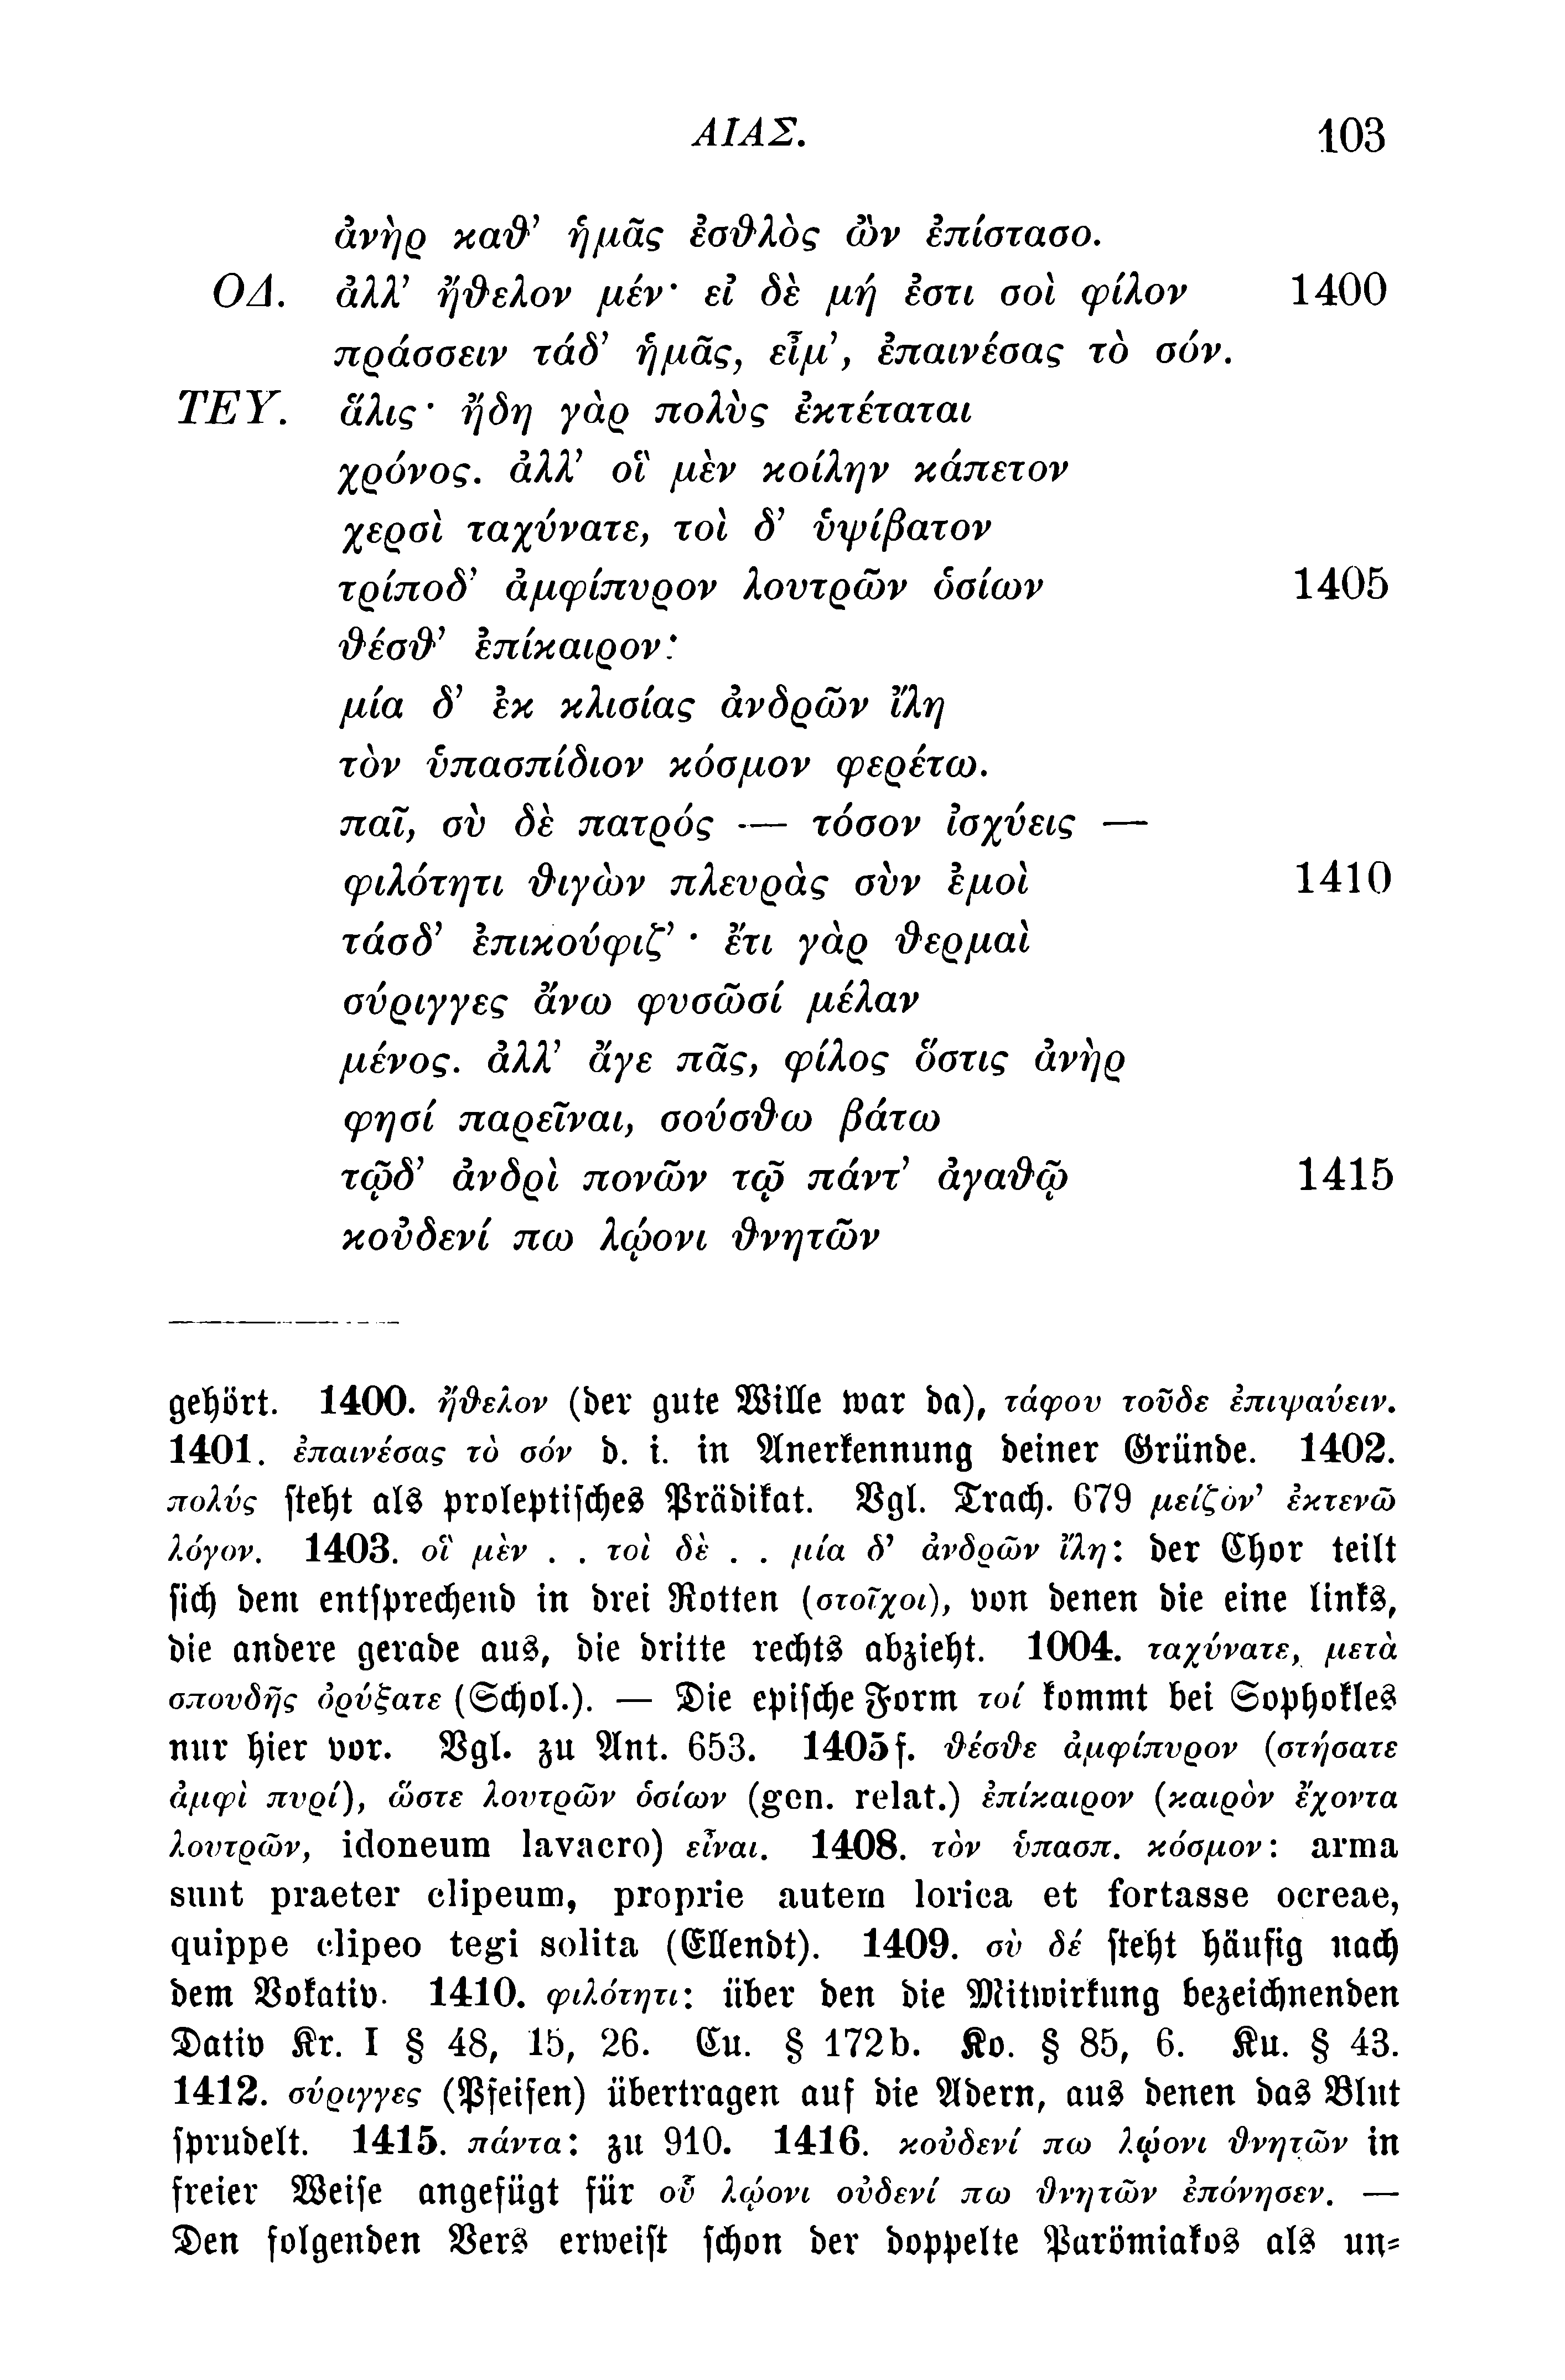 ΑΙΑΣ. 103
ἀνὴρ καθ’ ἡμᾶς ἐσθλὸς ὢν ἐπίστασο.
ΟΔ. ἀλλ’ ἤθελον μέν· εἰ δὲ μή ἐστι σοὶ φίλον 1400
πράσσειν τάδ’ ἡμᾶς, εἶμ’, ἐπαινέσας τὸ σόν.
ΤΕΥ. ἅλις· ἤδη γὰρ πολὺς ἐκτέταται
χρόνος. ἀλλ’ οἳ μὲν κοίλην κάπετον
χερσὶ ταχύνατε, τοὶ δ’ ὑψίβατον
τρίποδ’ ἀμφίπυρον λουτρῶν ὁσίων 1405
θέσθ’ ἐπίκαιρον·
μία δ’ ἐκ κλισίας ἀνδρῶν ἴλη
τὸν ὑπασπίδιον κόσμον φερέτω.
παῖ, σὺ δὲ πατρός — τόσον ἰσχύεις —
φιλότητι θιγὼν πλευρὰς σὺν ἐμοὶ 1410
τάσδ’ ἐπικούφιζ’· ἔτι γὰρ θερμαὶ
σύριγγες ἄνω φυσῶσί μέλαν
μένος. ἀλλ’ ἄγε πᾶς, φίλος ὅστις ἀνὴρ
φησί παρεῖναι, σούσθω βάτω
τῷδ’ ἀνδρὶ πονῶν τῷ πάντ’ ἀγαθῷ 1415
κοὐδενί πω λῴονι θνητῶν
gehört. 1400. ἤθελον (der gute Wille war da), τάφου τοῦδε ἐπιψαύειν.
1401. ἐπαινέσας τὸ σόν d. i. in Anerkennung deiner Gründe. 1402.
πολύς steht als proleptisches Prädikat. Vgl. Trach. 679 μείζον’ ἐκτενῶ
λόγον. 1403. οἳ μὲν . . τοὶ δὲ . . μία δ’ ἀνδρῶν ἴλη: der Chor teilt
sich dem entsprechend in drei Rotten (στοῖχοι), von denen die eine links,
die andere gerade aus, die dritte rechts abzieht. 1004. ταχύνατε, μετὰ
σπουδῆς ὀρύξατε (Schol.). — Die epische Form τοί kommt bei Sophokles
nur hier vor. Vgl. zu Ant. 653. 1405f. θέσθε ἀμφίπυρον (στήσατε
ἀμφὶ πυρί), ὥστε λουτρῶν ὁσίων (gen. relat.) ἐπίκαιρον (καιρὸν ἔχοντα
λουτρῶν, idoneum lavacro) εἶναι. 1408. τὸν ὑπασπ. κόσμον: arma
sunt praeter clipeum, proprie autem lorica et fortasse ocreae,
quippe clipeo tegi solita (Ellendt). 1409. σὺ δέ steht häufig nach
dem Vokativ. 1410. φιλότητι: über den die Mitwirkung bezeichnenden
Dativ Kr. I § 48, 15, 26. Cu. § 172b. Ko. § 85, 6. Ku. § 43.
1412. σύριγγες (Pfeifen) übertragen auf die Adern, aus denen das Blut
sprudelt. 1415. πάντα: zu 910. 1416. κοὐδενί πω λῴονι θνητῶν in
freier Weise angefügt für οὗ λῴονι οὐδενί πω θνητῶν ἐπόνησεν. —
Den folgenden Vers erweist schon der doppelte Parömiakos als un-